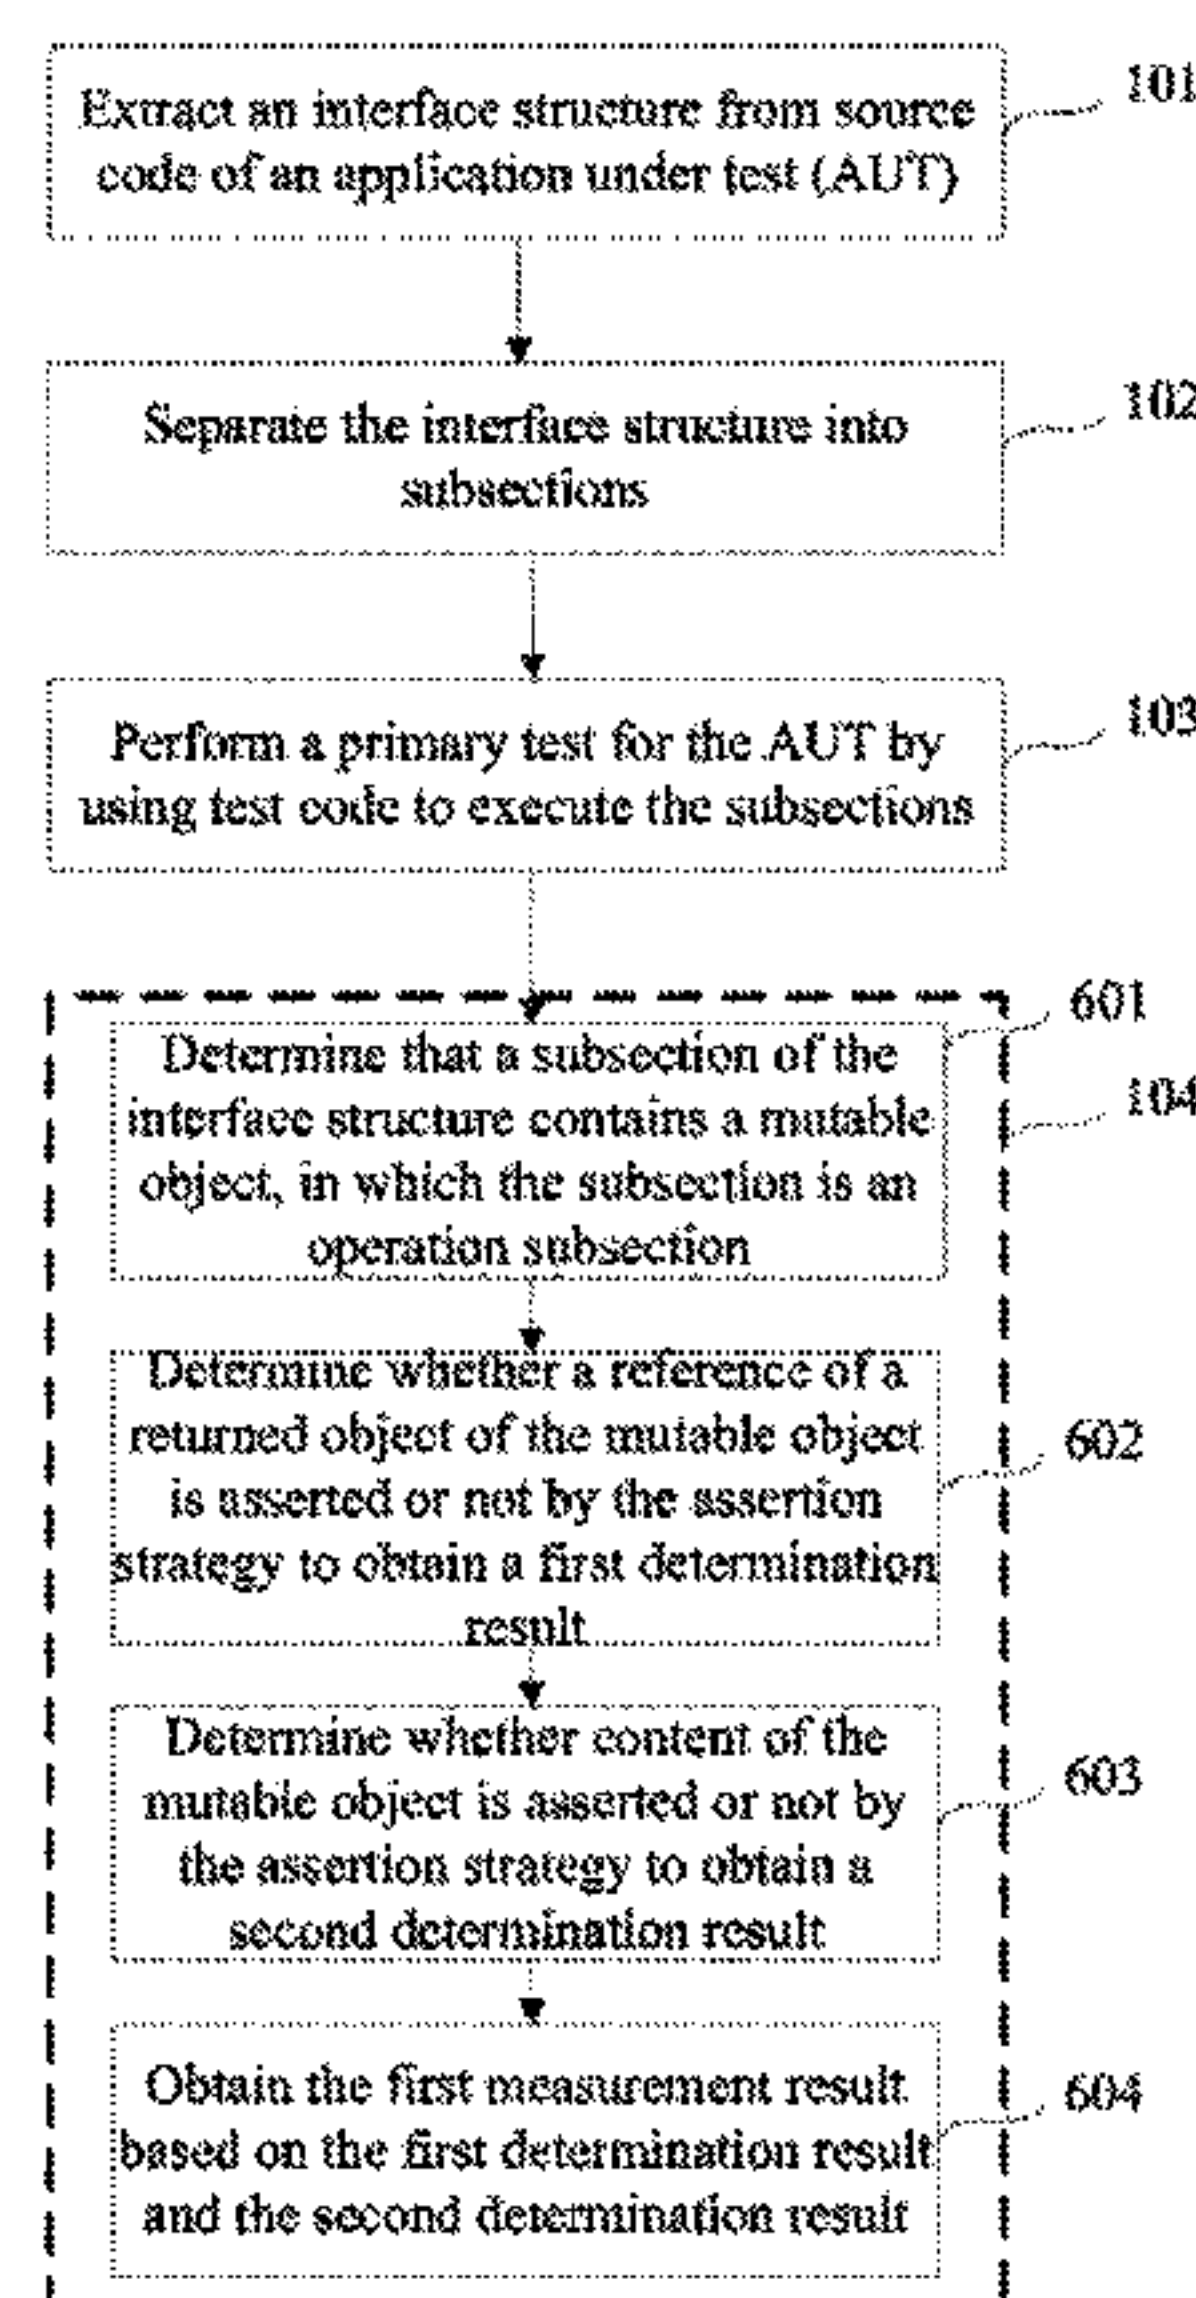 Extract an interface structure from source
code of an application under test (AUT)
101
Separate the interface structure into
subsections
102
Perform a primary test for the AUT by
using test code to execute the subsections
103
Determine that a subsection of the
interface structure contains a mutable
object, in which the subsection is an
operation subsection
601
104
Determine whether a reference of a
returned object of the mutable object
is asserted or not by the assertion
strategy to obtain a first determination
result
602
Determine whether content of the
mutable object is asserted or not by
the assertion strategy to obtain a
second determination result
603
Obtain the first measurement result
based on the first determination result
and the second determination result
604